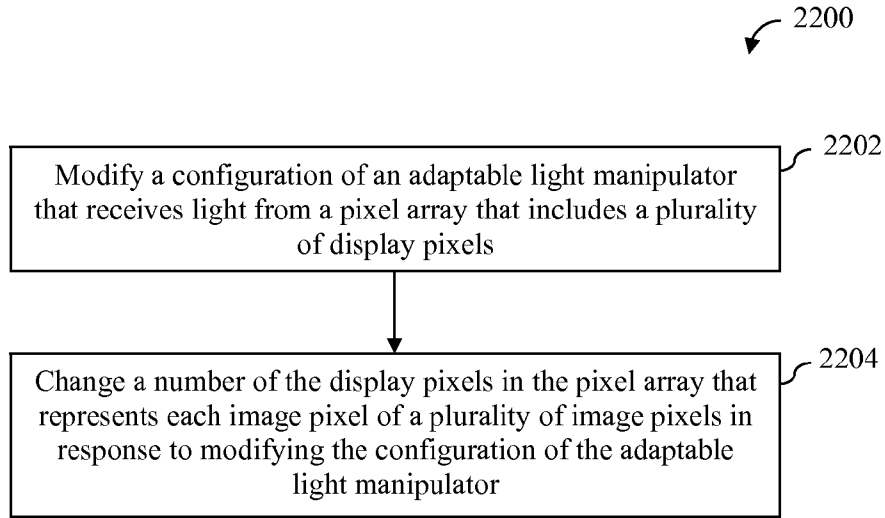 2200
2202
Modify a configuration of an adaptable light manipulator
that receives light from a pixel array that includes a plurality
of display pixels
2204
Change a number of the display pixels in the pixel array that
represents each image pixel of a plurality of image pixels in
response to modifying the configuration of the adaptable
light manipulator